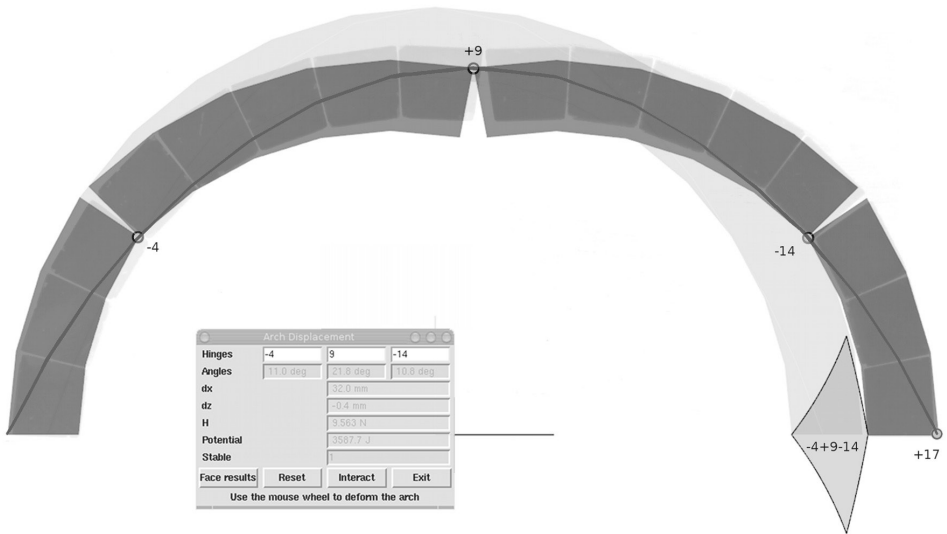 +9
-4
-14
Arch Displacement
Hinges -4 9 -14
Angles 11.0 deg 21.8 deg 10.8 deg
dx 32.0 mm
dz -0.4 mm
H 9.563 N
Potential 3567.7 J
Stable 1
Face results Reset Interact Exit
Use the mouse wheel to deform the arch
-4+9-14
+17